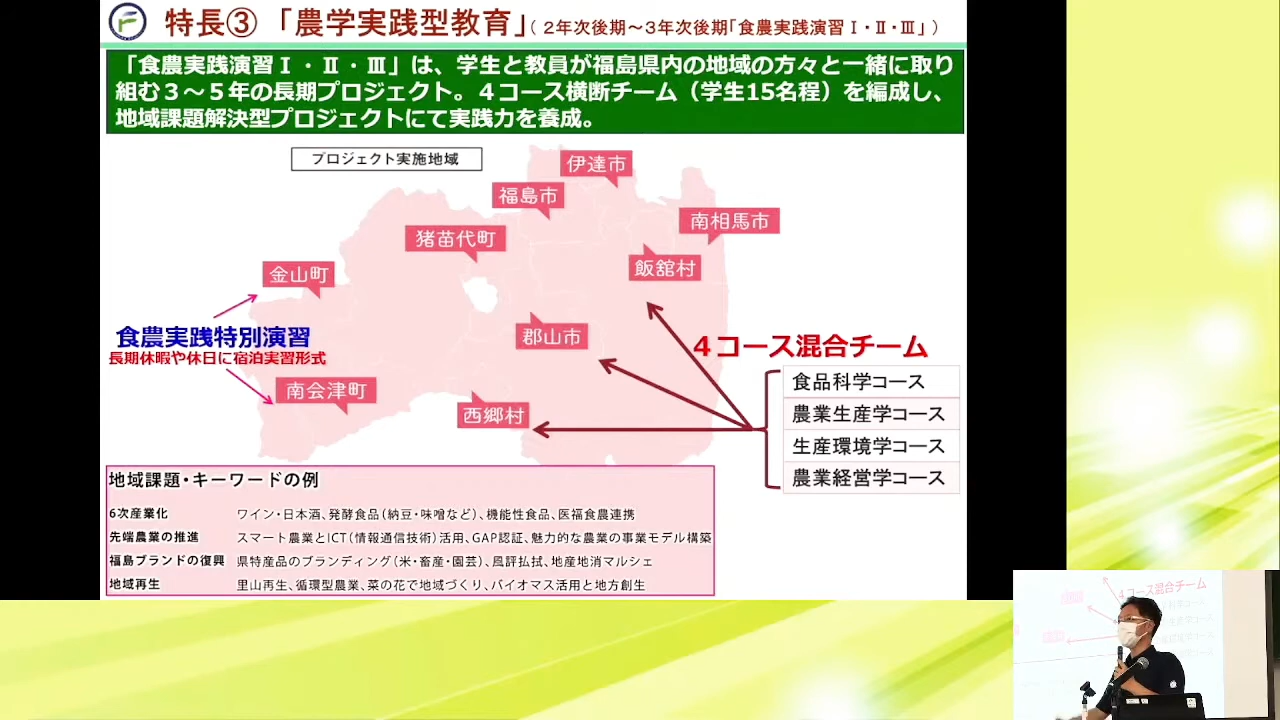 特長③ 「農学実践型教育」( 2年次後期～3年次後期「食農実践演習Ⅰ・Ⅱ・Ⅲ」 )
「食農実践演習Ⅰ・Ⅱ・Ⅲ」は、学生と教員が福島県内の地域の方々と一緒に取り
組む３～５年の長期プロジェクト。４コース横断チーム（学生15名程）を編成し、
地域課題解決型プロジェクトにて実践力を養成。
プロジェクト実施地域
伊達市
福島市
南相馬市
猪苗代町
飯舘村
金山町
郡山市
食農実践特別演習
長期休暇や休日に宿泊実習形式
南会津町
西郷村
４コース混合チーム
食品科学コース
農業生産学コース
生産環境学コース
農業経営学コース
地域課題・キーワードの例
6次産業化 ワイン・日本酒、発酵食品（納豆・味噌など）、機能性食品、医福食農連携
先端農業の推進 スマート農業とICT（情報通信技術）活用、GAP認証、魅力的な農業の事業モデル構築
福島ブランドの復興 県特産品のブランディング（米・畜産・園芸）、風評払拭、地産地消マルシェ
地域再生 里山再生、循環型農業、菜の花で地域づくり、バイオマス活用と地方創生
4コース混合チーム